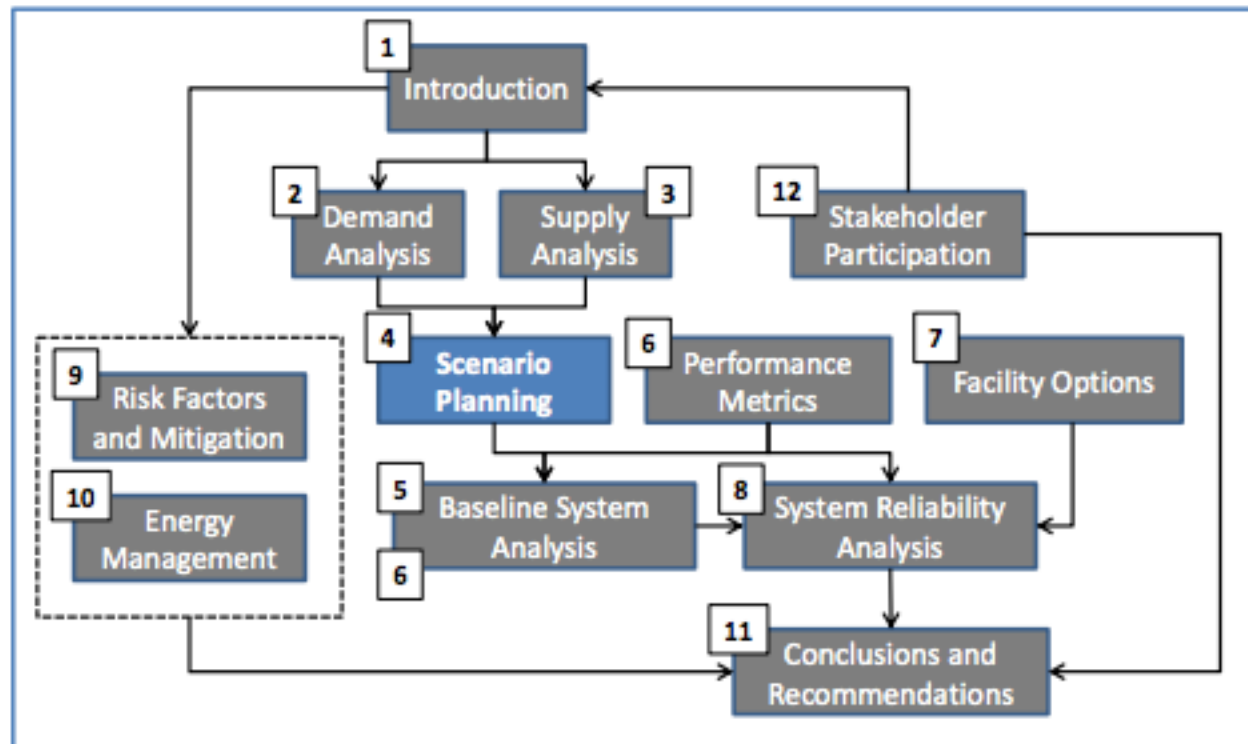 1
Introduction
2
Demand
Analysis
3
Supply
Analysis
12
Stakeholder
Participation
4
Scenario
Planning
6
Performance
Metrics
7
Facility Options
9
Risk Factors
and Mitigation
10
Energy
Management
5
Baseline System
Analysis
6
8
System Reliability
Analysis
11
Conclusions and
Recommendations